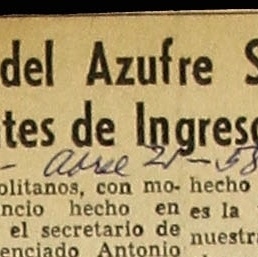 del Azufre S
tes de Ingreso
21-58
politanos, con mo-
ncio hecho en
el secretario de
enciado Antonio
hecho
es la
nuestra